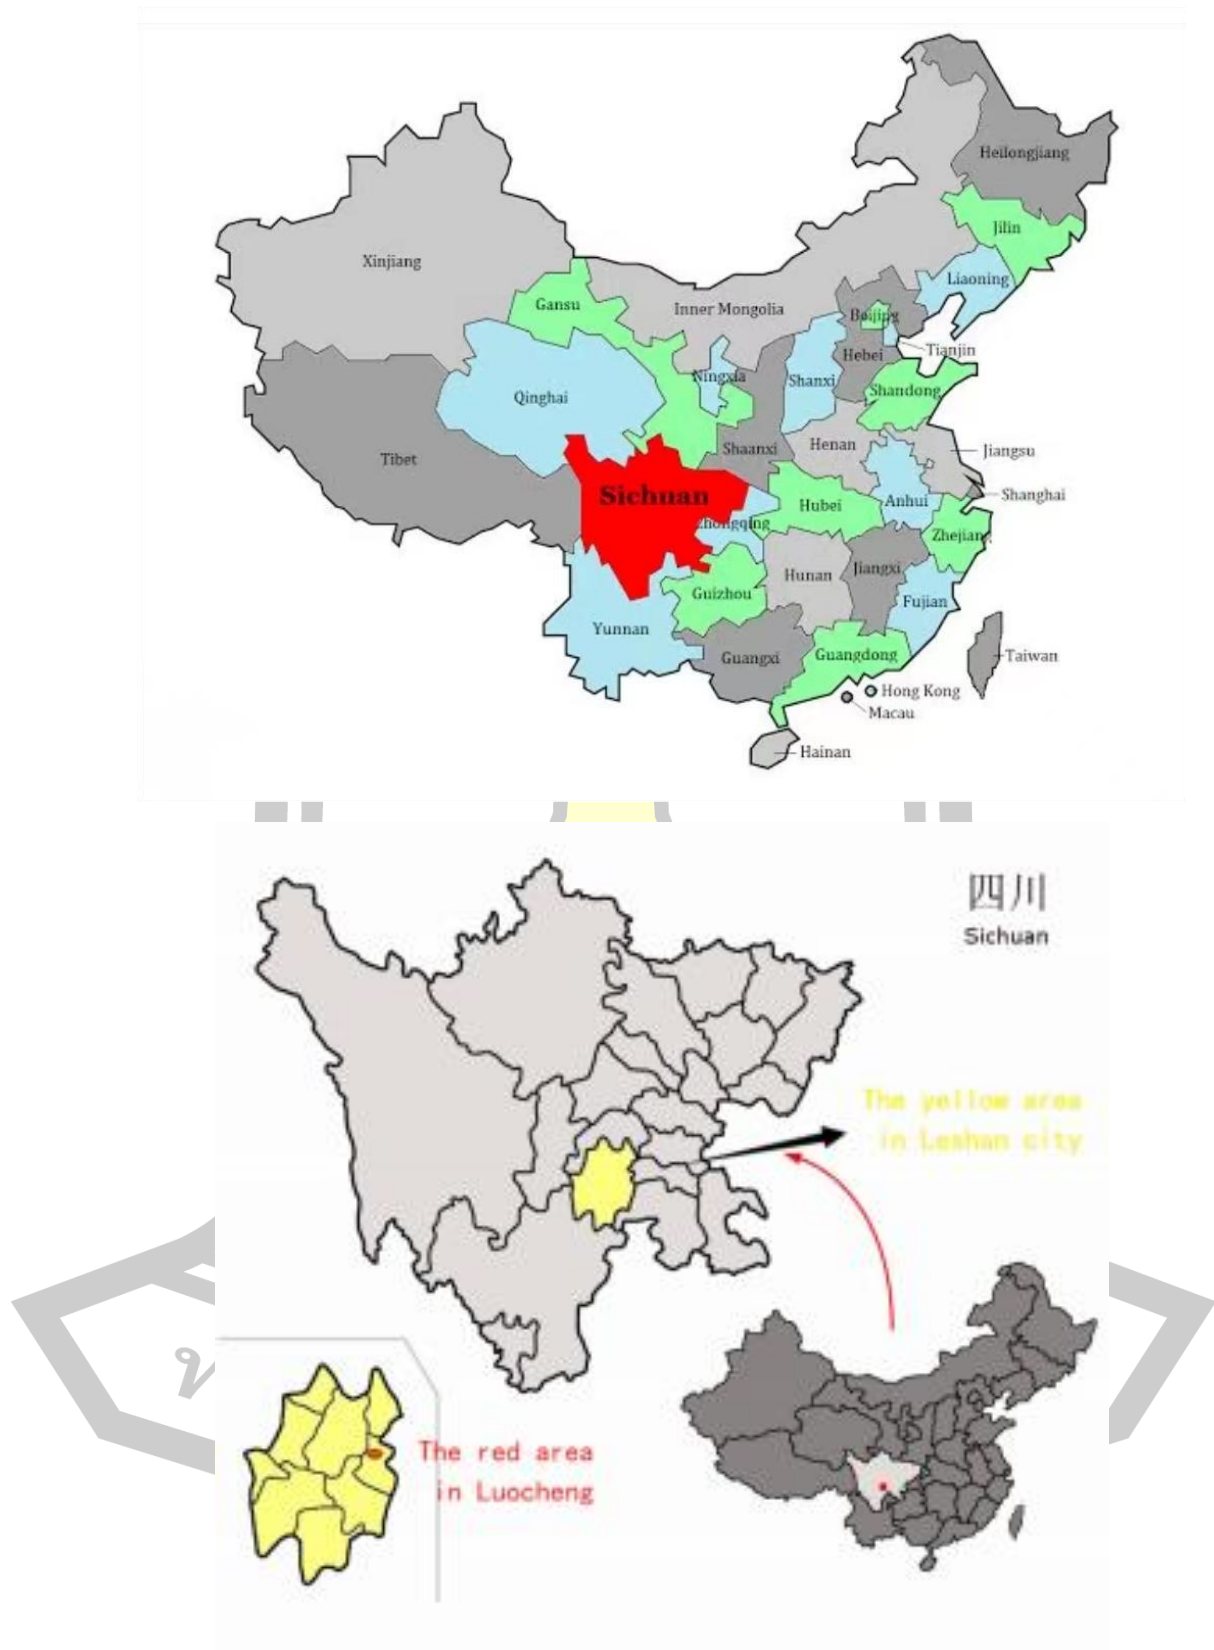 Heilongjiang
Jilin
Xinjiang
Liaoning
Gansu
Inner Mongolia
Beijing
Tianjin
Hebei
Ningxia
Shanxi
Shandong
Qinghai
Shaanxi
Henan
Jiangsu
Tibet
Sichuan
Shanghai
Anhui
Hubei
Zhongqing
Zhejian
Hunan
Jiangxi
Guizhou
Fujian
Yunnan
Guangxi
Guangdong
Taiwan
Hong Kong
Macau
Hainan
四川
Sichuan
The yellow area
in Leshan city
The red area
in Luocheng